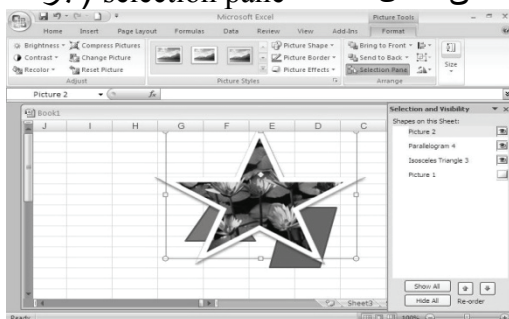 selection pane
Microsoft Excel
Picture Tools
Home Insert Page Layout Formulas Data Review View Add-Ins Format
Brightness Compress Pictures Picture Shape Bring to Front
Contrast Change Picture Picture Border Send to Back
Recolor Reset Picture Picture Effects Selection Pane Size
Adjust Picture Styles Arrange
Picture 2 fx
Book1
J I H G F E D C
Selection and Visibility
Shapes on this Sheet:
Picture 2
Parallelogram 4
Isosceles Triangle 3
Picture 1
Show All
Hide All Re-order
Sheet3
Ready 100%